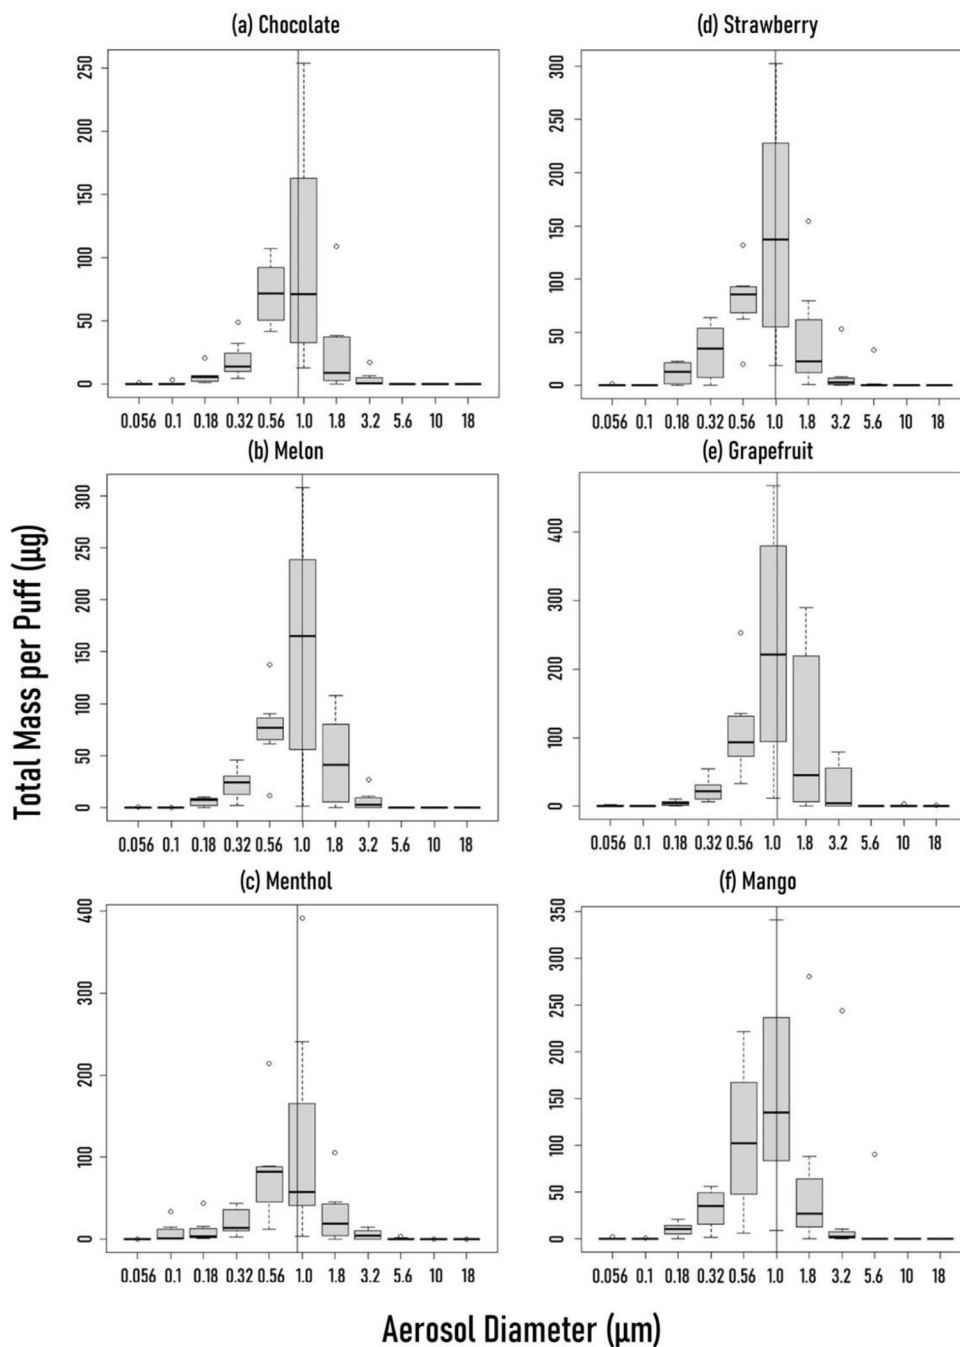 (a) Chocolate
250
200
150
100
50
0
0.056 0.1 0.18 0.32 0.56 1.0 1.8 3.2 5.6 10 18
(b) Melon
300
250
200
150
100
50
0
0.056 0.1 0.18 0.32 0.56 1.0 1.8 3.2 5.6 10 18
(c) Menthol
400
300
200
100
0
0.056 0.1 0.18 0.32 0.56 1.0 1.8 3.2 5.6 10 18
(d) Strawberry
300
250
200
150
100
50
0
0.056 0.1 0.18 0.32 0.56 1.0 1.8 3.2 5.6 10 18
(e) Grapefruit
400
300
200
100
0
0.056 0.1 0.18 0.32 0.56 1.0 1.8 3.2 5.6 10 18
(f) Mango
350
300
250
200
150
100
50
0
0.056 0.1 0.18 0.32 0.56 1.0 1.8 3.2 5.6 10 18
Total Mass per Puff (µg)
Aerosol Diameter (µm)